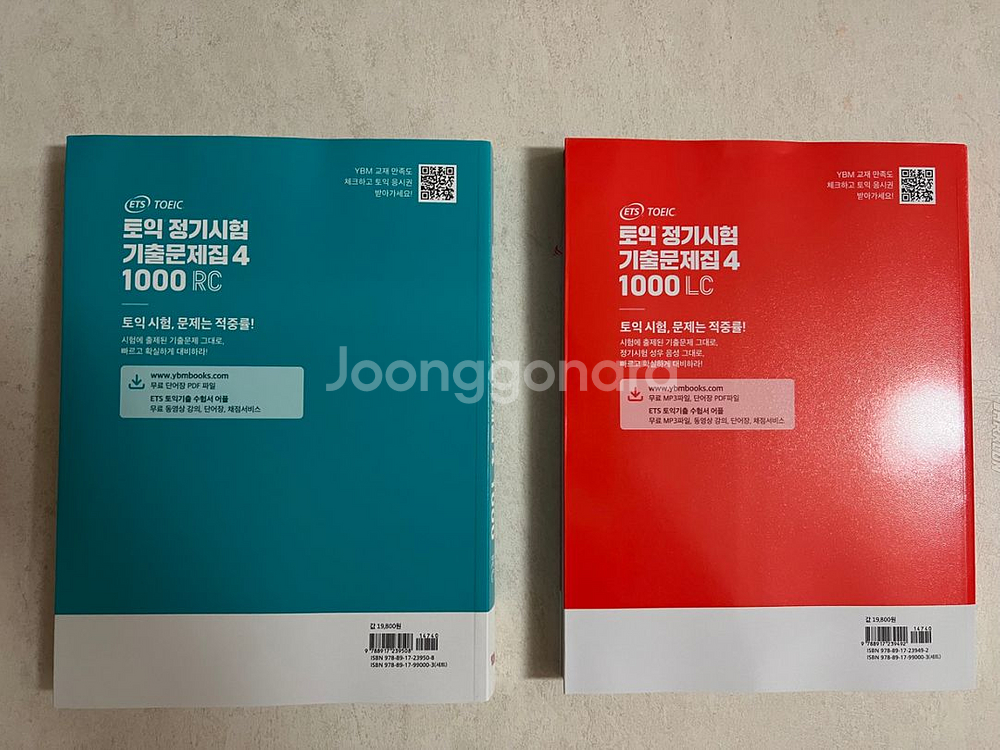 YBM 교재 만족도
체크하고 토익 응시권
받아가세요!
ETS TOEIC
토익 정기시험
기출문제집 4
1000 RC
토익 시험, 문제는 적중률!
시험에 출제된 기출문제 그대로,
빠르고 확실하게 대비하라!
www.ybmbooks.com
무료 단어장 PDF 파일
ETS 토익기출 수험서 어플
무료 동영상 강의, 단어장, 채점서비스
값 19,800원
14740
9 788917 239508
ISBN 978-89-17-23950-8
ISBN 978-89-17-99000-3(세트)
YBM 교재 만족도
체크하고 토익 응시권
받아가세요!
ETS TOEIC
토익 정기시험
기출문제집 4
1000 LC
토익 시험, 문제는 적중률!
시험에 출제된 기출문제 그대로,
정기시험 성우 음성 그대로,
빠르고 확실하게 대비하라!
www.ybmbooks.com
무료 MP3파일, 단어장 PDF파일
ETS 토익기출 수험서 어플
무료 MP3파일, 동영상 강의, 단어장, 채점서비스
값 19,800원
14740
9 788917 239492
ISBN 978-89-17-23949-2
ISBN 978-89-17-99000-3(세트)
Joonggonara